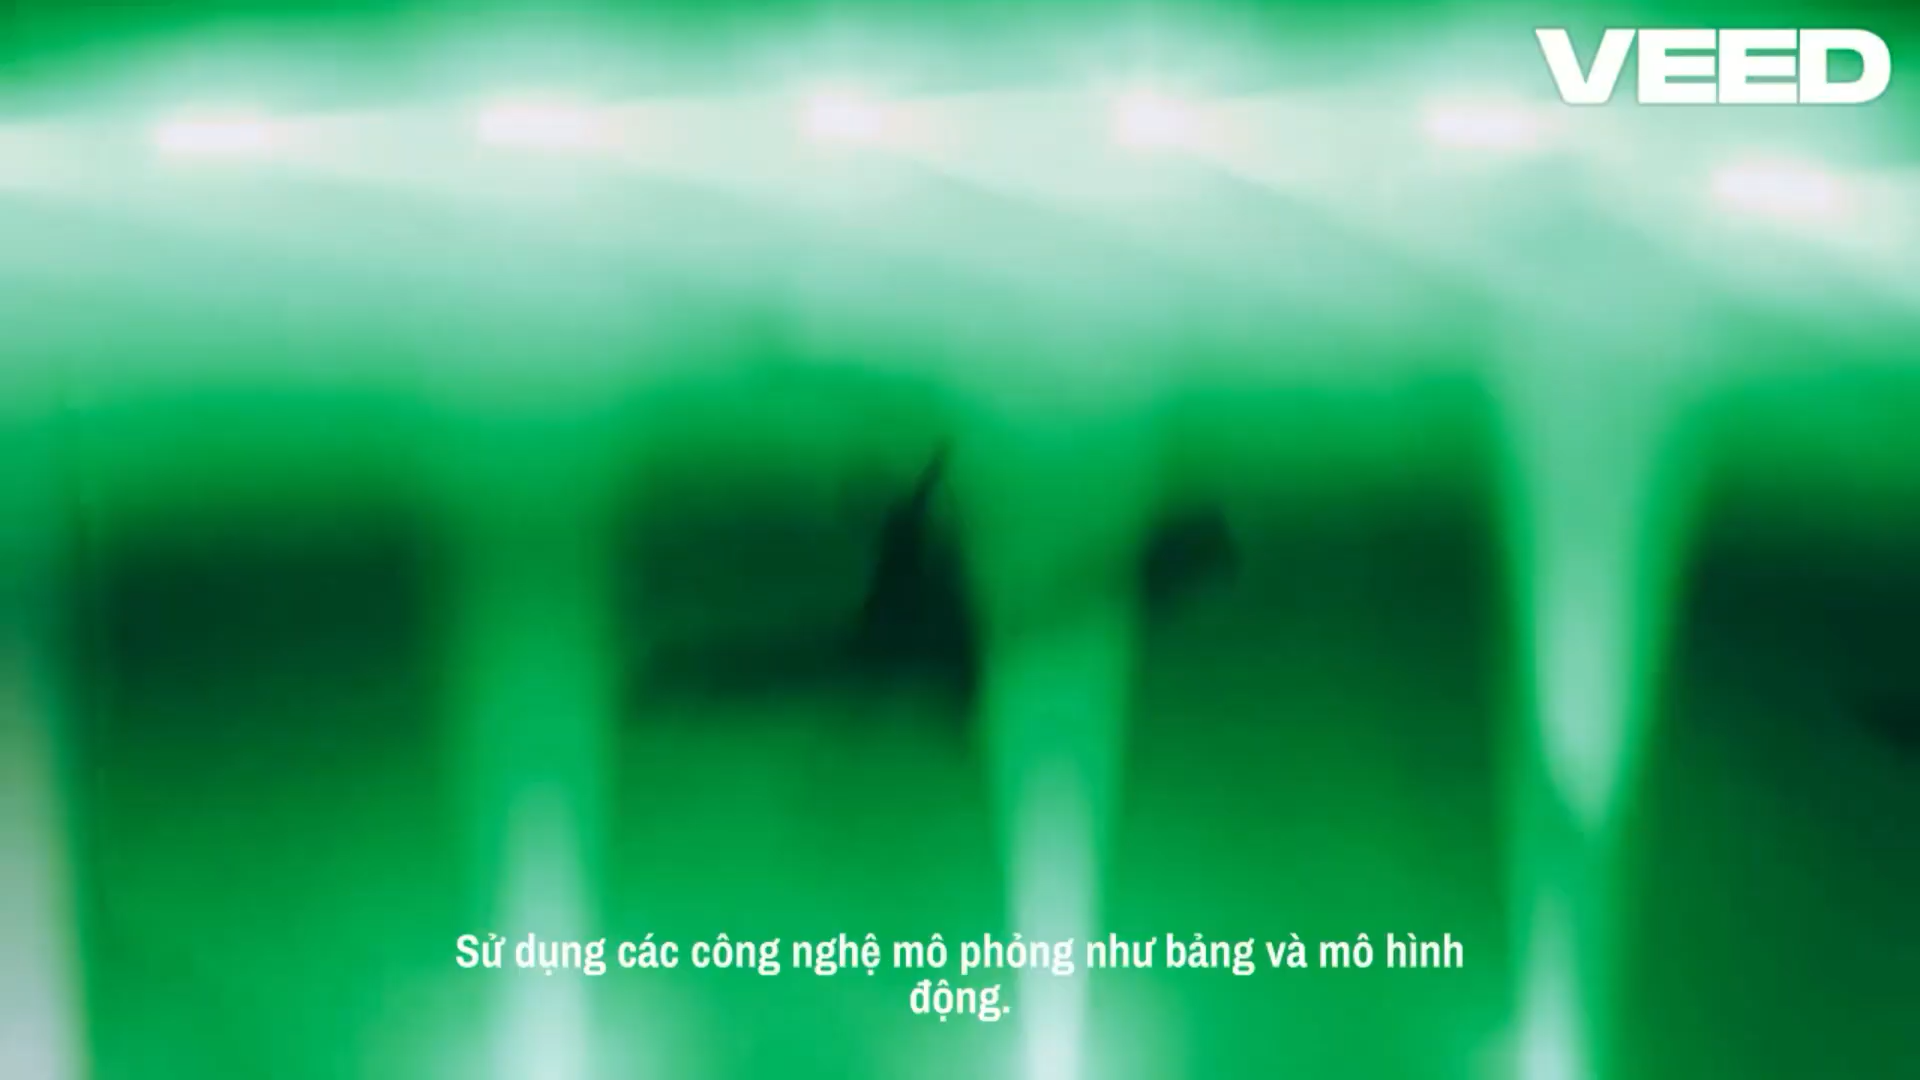 VEED
Sử dụng các công nghệ mô phỏng như bảng và mô hình
động.